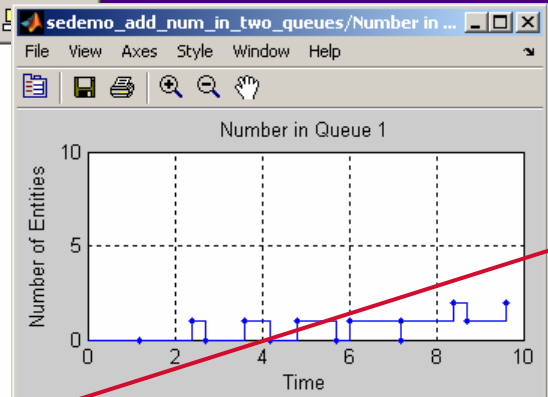 sedemo_add_num_in_two_queues/Number in ...
File View Axes Style Window Help
Number in Queue 1
Number of Entities
10
5
0
0 2 4 6 8 10
Time